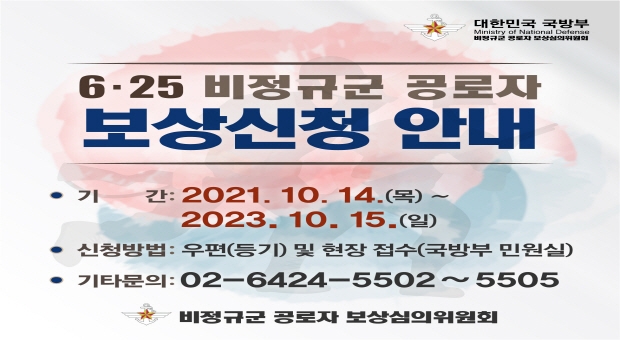 대한민국 국방부
Ministry of National Defense
비정규군 공로자 보상심의위원회
6·25 비정규군 공로자
보상신청 안내
• 기 간: 2021. 10. 14.(목) ~
2023. 10. 15.(일)
• 신청방법: 우편(등기) 및 현장 접수(국방부 민원실)
• 기타문의: 02-6424-5502 ~ 5505
비정규군 공로자 보상심의위원회